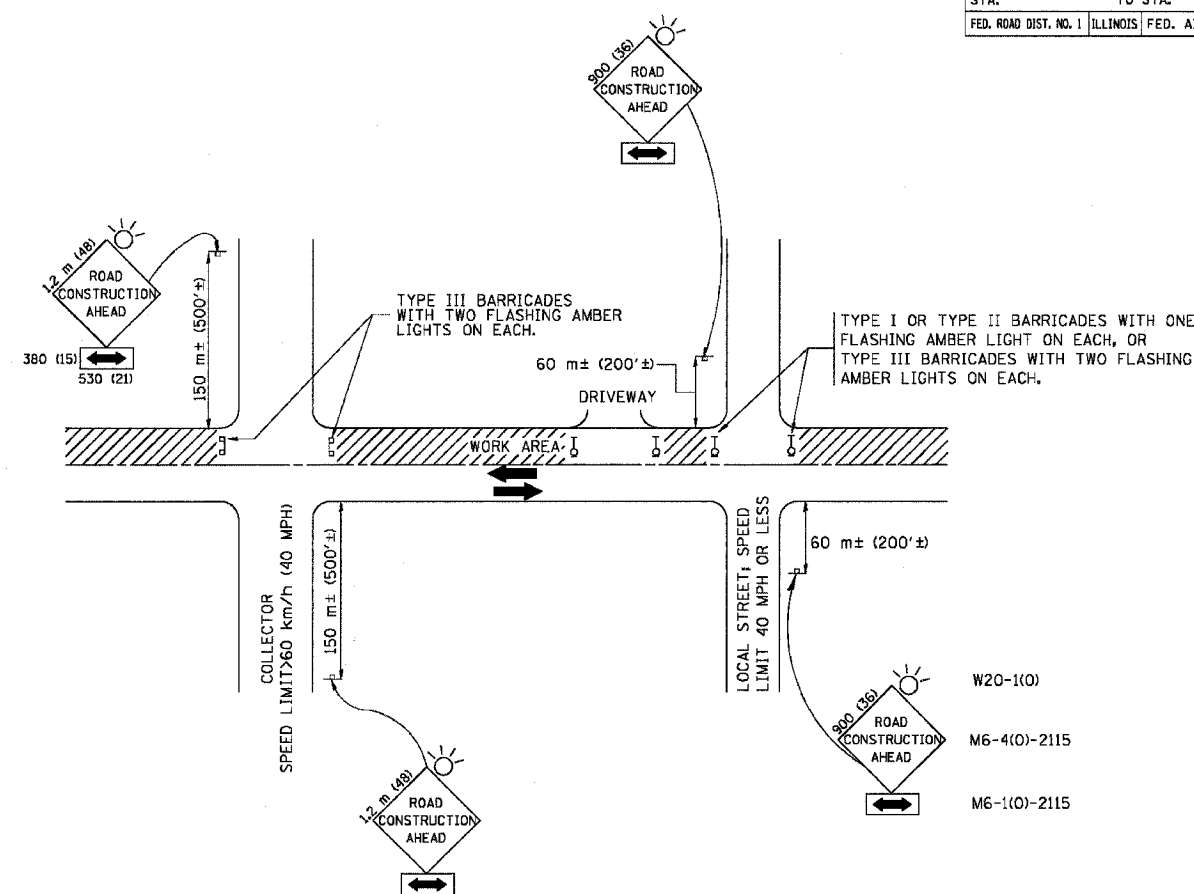 STA. TO STA.
FED. ROAD DIST. NO. 1 ILLINOIS FED.
900 (36)
ROAD
CONSTRUCTION
AHEAD
1.2 m (48)
ROAD
CONSTRUCTION
AHEAD
380 (15)
530 (21)
150 m± (500'±)
TYPE III BARRICADES
WITH TWO FLASHING AMBER
LIGHTS ON EACH.
60 m± (200'±)
DRIVEWAY
TYPE I OR TYPE II BARRICADES WITH ONE
FLASHING AMBER LIGHT ON EACH, OR
TYPE III BARRICADES WITH TWO FLASHING
AMBER LIGHTS ON EACH.
WORK AREA
COLLECTOR
SPEED LIMIT>60 km/h (40 MPH)
150 m± (500'±)
LOCAL STREET; SPEED
LIMIT 40 MPH OR LESS
60 m± (200'±)
900 (36)
ROAD
CONSTRUCTION
AHEAD
W20-1(O)
M6-4(O)-2115
M6-1(O)-2115
1.2 m (48)
ROAD
CONSTRUCTION
AHEAD